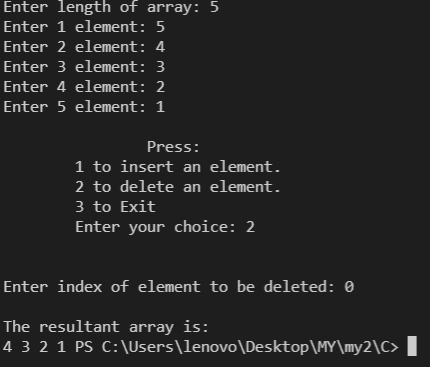 Enter length of array: 5
Enter 1 element: 5
Enter 2 element: 4
Enter 3 element: 3
Enter 4 element: 2
Enter 5 element: 1
Press:
1 to insert an element.
2 to delete an element.
3 to Exit
Enter your choice: 2
Enter index of element to be deleted: 0
The resultant array is:
4 3 2 1 PS C:\Users\lenovo\Desktop\MY\my2\C>